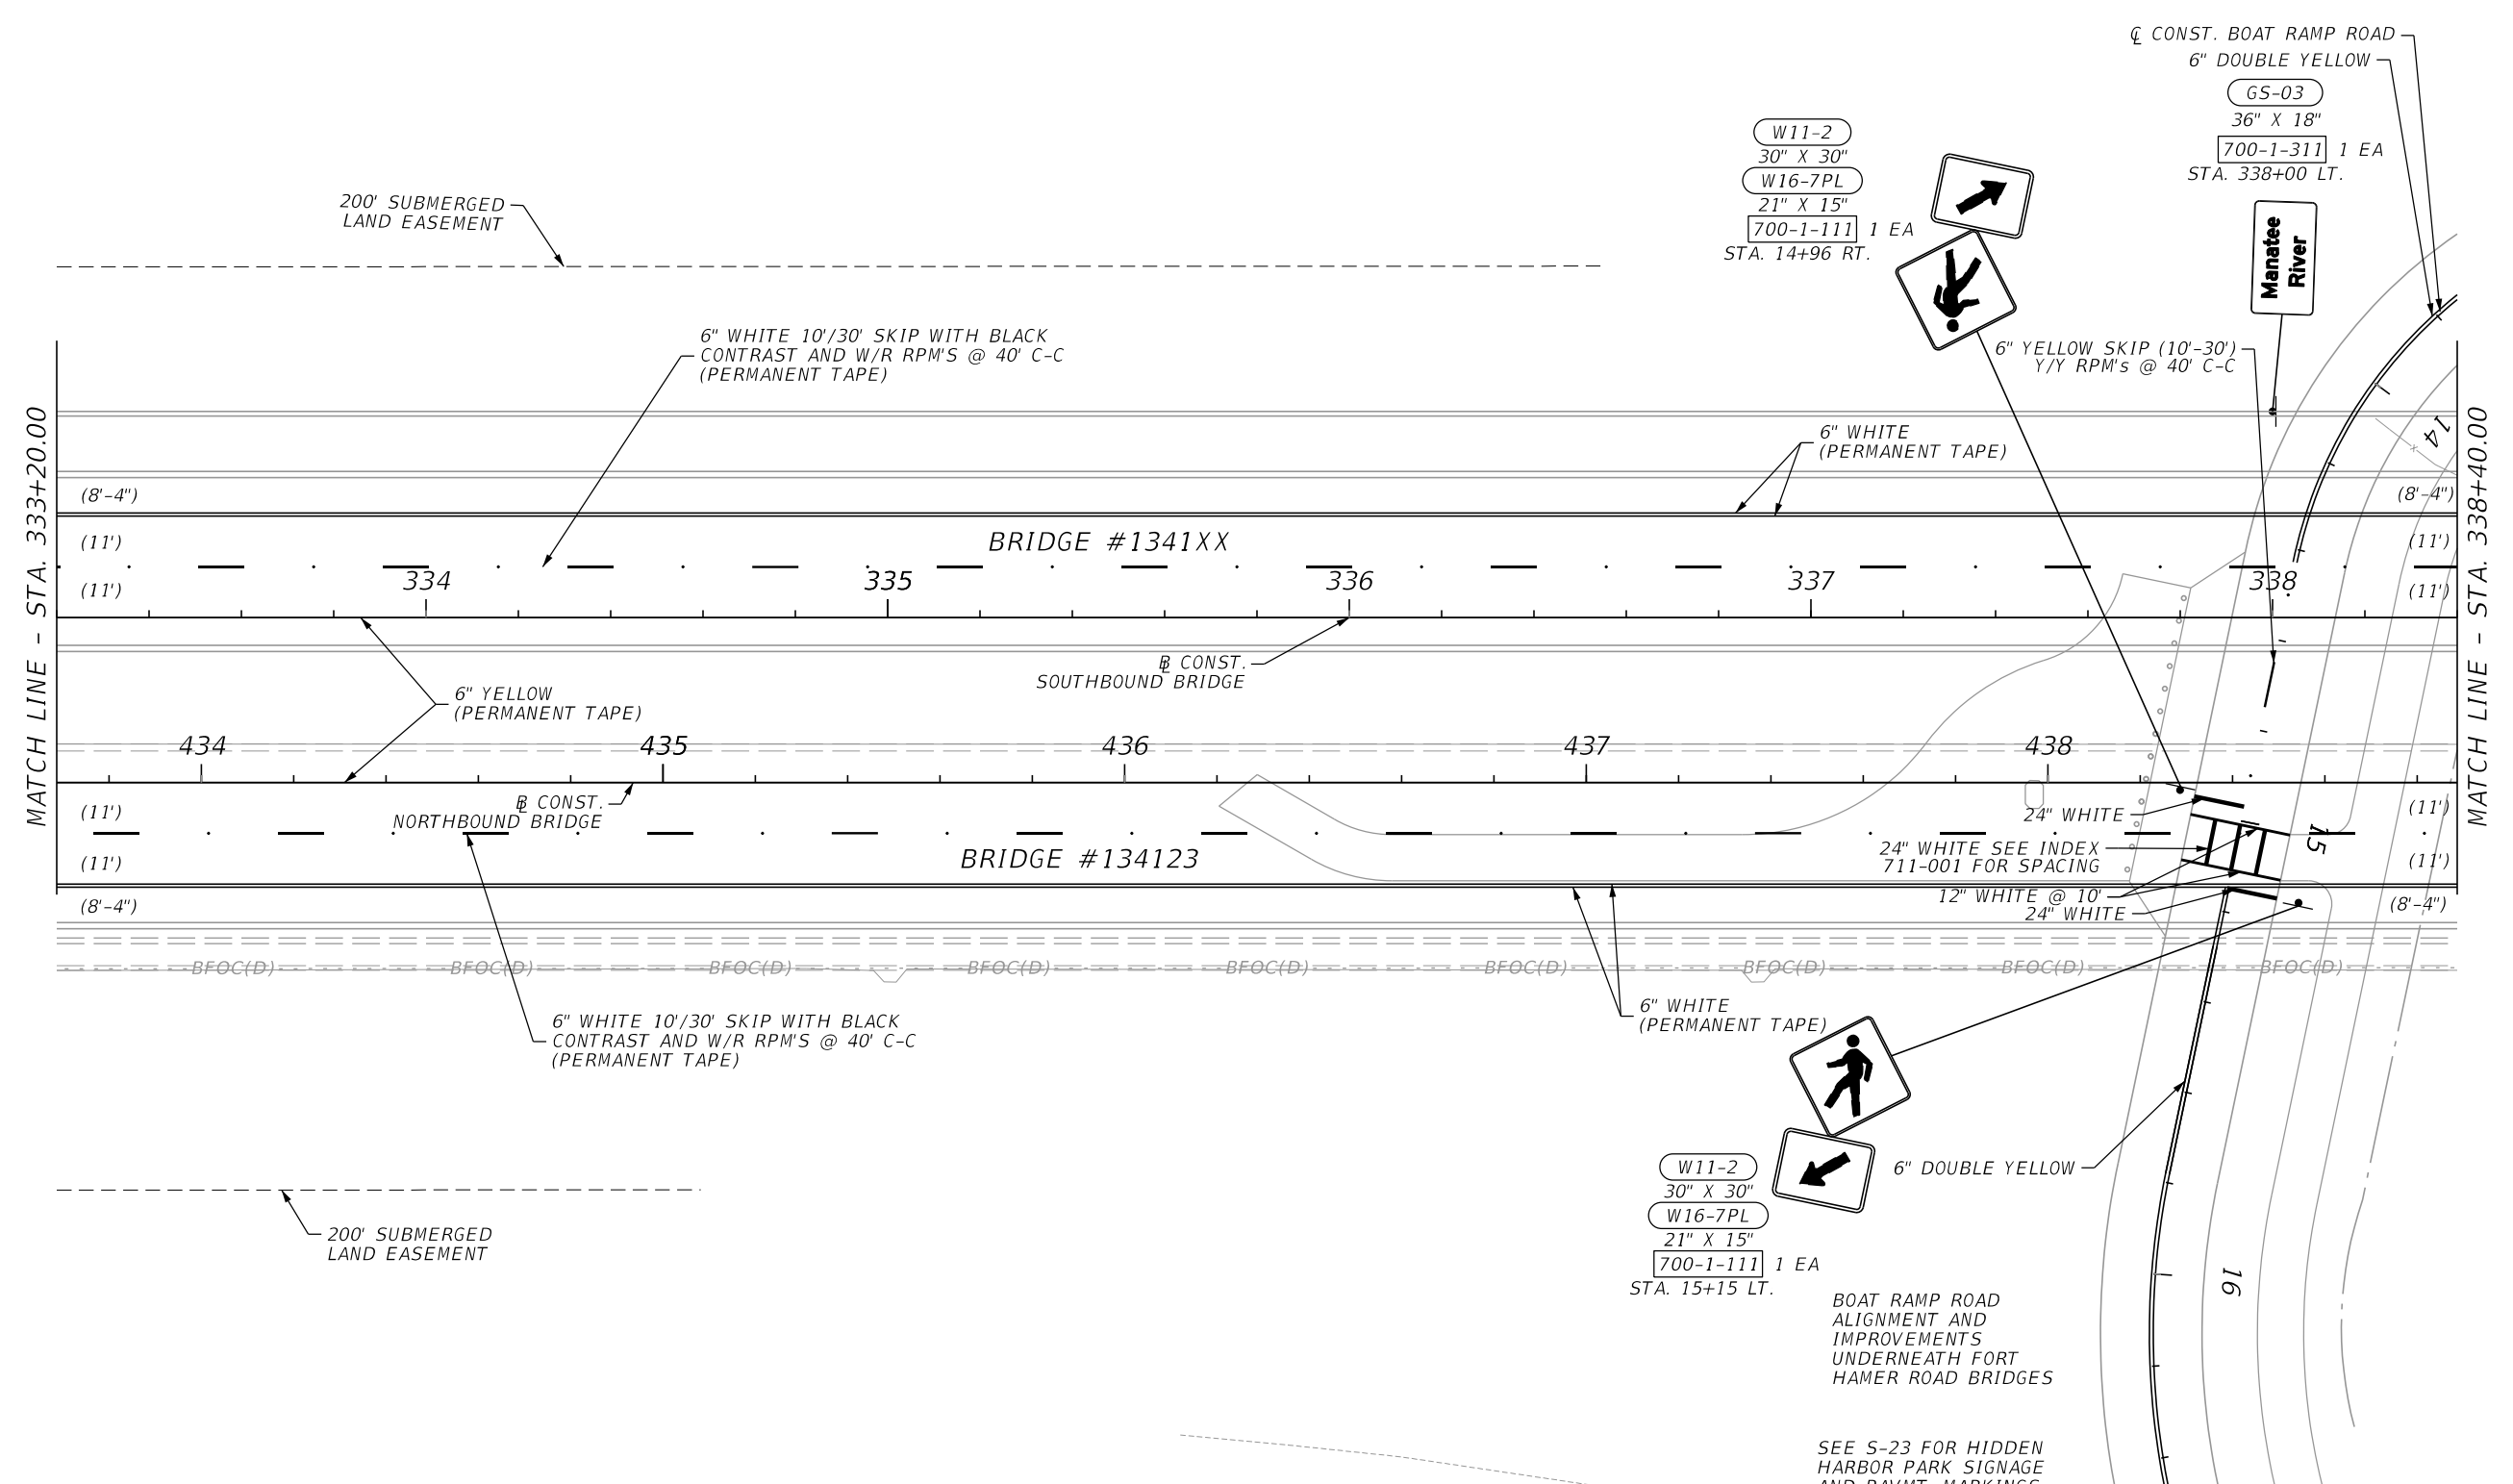 ℄ CONST. BOAT RAMP ROAD
6" DOUBLE YELLOW
GS-03
36" X 18"
700-1-311 1 EA
STA. 338+00 LT.
W11-2
30" X 30"
W16-7PL
21" X 15"
700-1-111 1 EA
STA. 14+96 RT.
Manatee
River
200' SUBMERGED
LAND EASEMENT
6" WHITE 10'/30' SKIP WITH BLACK
CONTRAST AND W/R RPM'S @ 40' C-C
(PERMANENT TAPE)
6" YELLOW SKIP (10'-30')
Y/Y RPM's @ 40' C-C
6" WHITE
(PERMANENT TAPE)
14
MATCH LINE - STA. 333+20.00
MATCH LINE - STA. 338+40.00
(8'-4") (8'-4")
(11') BRIDGE #1341XX (11')
(11') 334 335 336 337 338 (11')
℄ CONST.
SOUTHBOUND BRIDGE
6" YELLOW
(PERMANENT TAPE)
434 435 436 437 438
(11') (11')
℄ CONST.
NORTHBOUND BRIDGE
24" WHITE
15
24" WHITE SEE INDEX
711-001 FOR SPACING
(11') BRIDGE #134123 (11')
12" WHITE @ 10'
24" WHITE
(8'-4") (8'-4")
BFOC(D) BFOC(D) BFOC(D) BFOC(D) BFOC(D) BFOC(D) BFOC(D) BFOC(D) BFOC(D)
6" WHITE
(PERMANENT TAPE)
6" WHITE 10'/30' SKIP WITH BLACK
CONTRAST AND W/R RPM'S @ 40' C-C
(PERMANENT TAPE)
W11-2
30" X 30"
W16-7PL
21" X 15"
700-1-111 1 EA
STA. 15+15 LT.
6" DOUBLE YELLOW
200' SUBMERGED
LAND EASEMENT
16
BOAT RAMP ROAD
ALIGNMENT AND
IMPROVEMENTS
UNDERNEATH FORT
HAMER ROAD BRIDGES
SEE S-23 FOR HIDDEN
HARBOR PARK SIGNAGE
AND PAVMT. MARKINGS